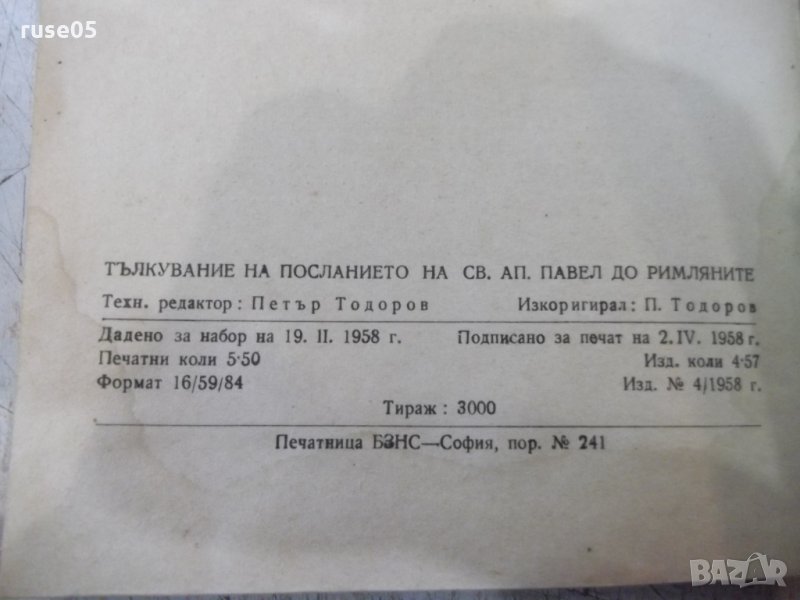 ruse05
ТЪЛКУВАНИЕ НА ПОСЛАНИЕТО НА СВ. АП. ПАВЕЛ ДО РИМЛЯНИТЕ
Техн. редактор: Петър Тодоров Изкоригирал: П. Тодоров
Дадено за набор на 19. II. 1958 г. Подписано за печат на 2. IV. 1958 г.
Печатни коли 5·50 Изд. коли 4·57
Формат 16/59/84 Изд. № 4/1958 г.
Тираж: 3000
Печатница БЗНС—София, пор. № 241
BAZAR